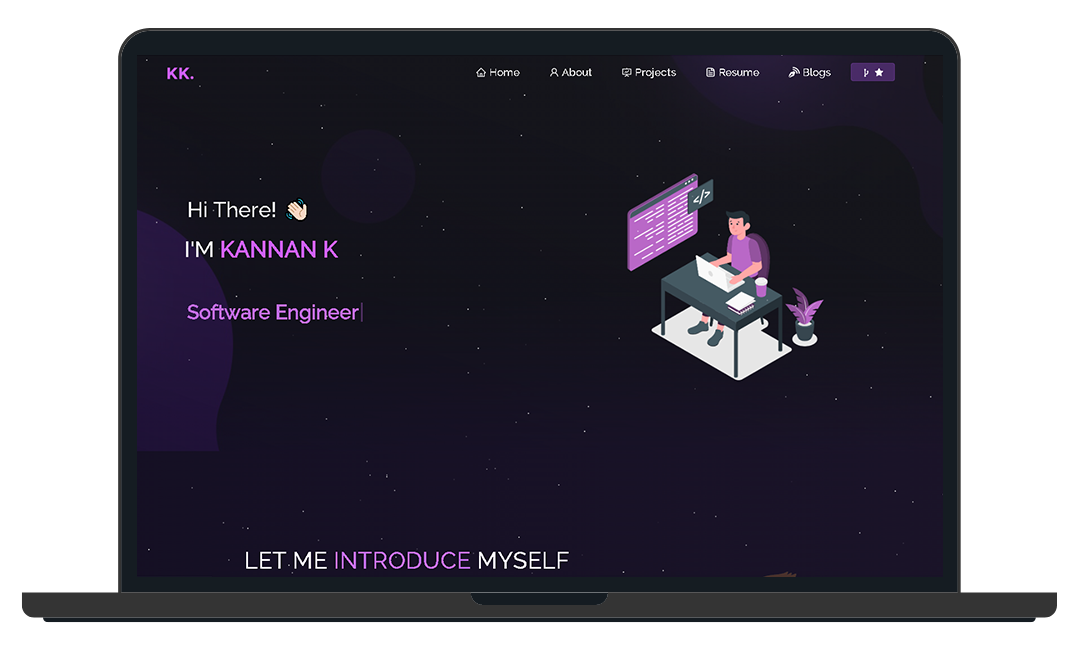 KK.
Home About Projects Resume Blogs
Hi There! 👋🏻
I'M KANNAN K
Software Engineer|
</>
LET ME INTRODUCE MYSELF